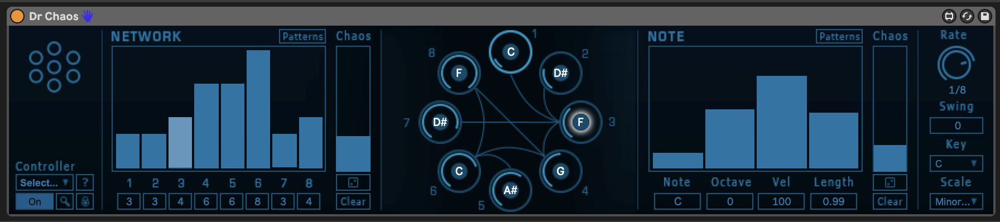 Dr Chaos
NETWORK
Patterns
Chaos
1 2 3 4 5 6 7 8
3 3 4 6 6 8 3 4
Clear
Controller
Select...
?
On
C 1
D# 2
F 3
G 4
A# 5
C 6
D# 7
F 8
NOTE
Patterns
Chaos
Note Octave Vel Length
C 0 100 0.99
Clear
Rate
1/8
Swing
0
Key
C
Scale
Minor...